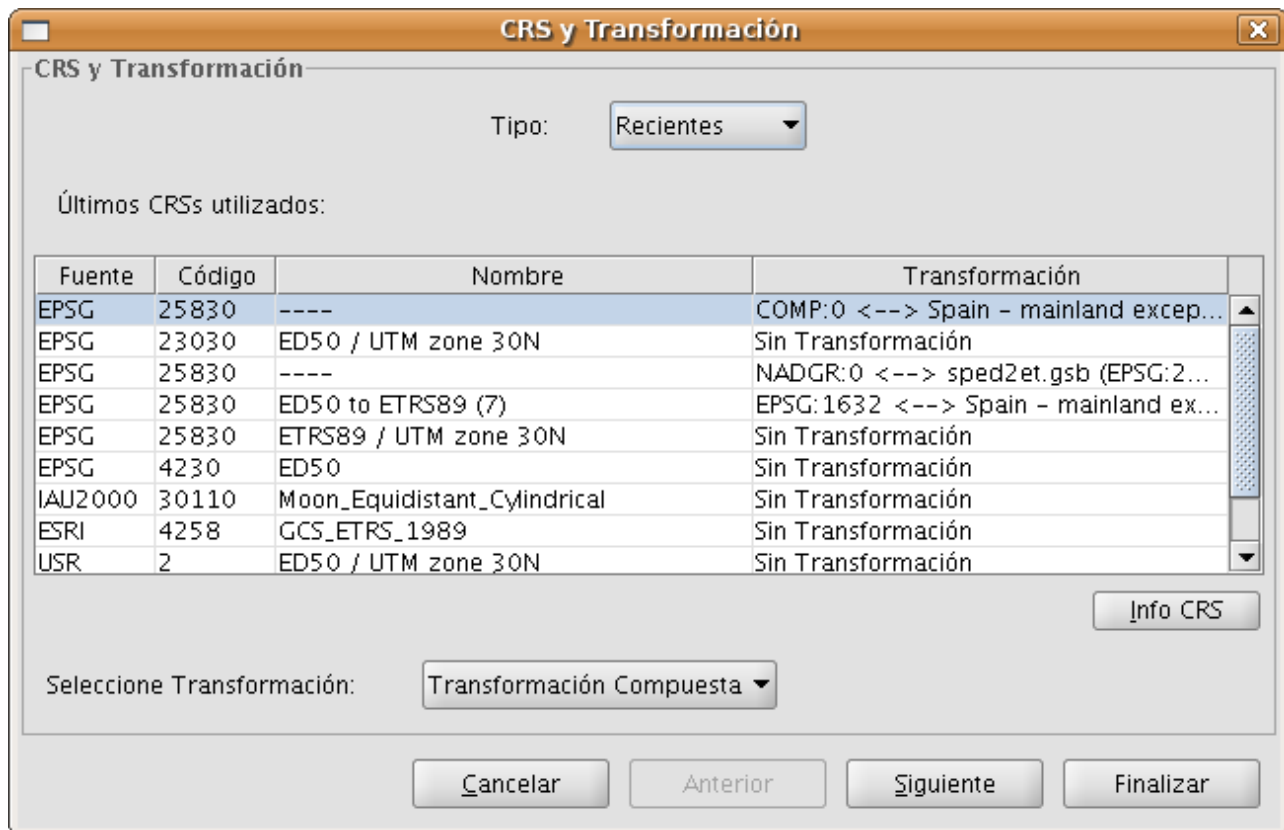 CRS y Transformación
CRS y Transformación
Tipo: Recientes
Últimos CRSs utilizados:
Fuente Código Nombre Transformación
EPSG 25830 ---- COMP:0 <--> Spain - mainland excep...
EPSG 23030 ED50 / UTM zone 30N Sin Transformación
EPSG 25830 ---- NADGR:0 <--> sped2et.gsb (EPSG:2...
EPSG 25830 ED50 to ETRS89 (7) EPSG:1632 <--> Spain - mainland ex...
EPSG 25830 ETRS89 / UTM zone 30N Sin Transformación
EPSG 4230 ED50 Sin Transformación
IAU2000 30110 Moon_Equidistant_Cylindrical Sin Transformación
ESRI 4258 GCS_ETRS_1989 Sin Transformación
USR 2 ED50 / UTM zone 30N Sin Transformación
Info CRS
Seleccione Transformación: Transformación Compuesta
Cancelar Anterior Siguiente Finalizar